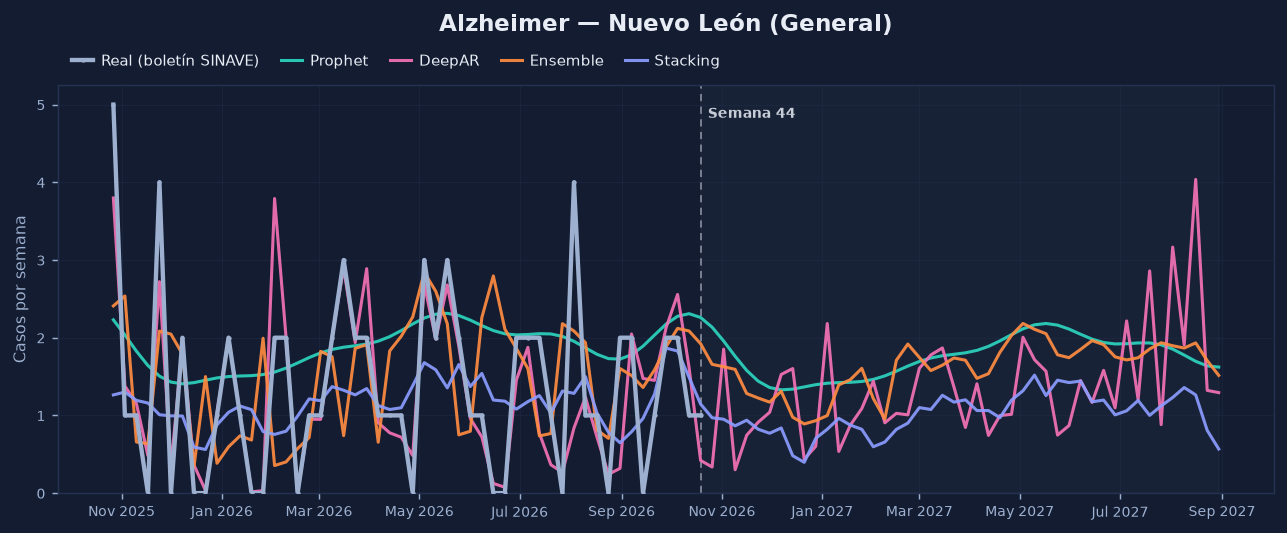 Alzheimer — Nuevo León (General)
Real (boletín SINAVE) Prophet DeepAR Ensemble Stacking
Semana 44
Casos por semana
5
4
3
2
1
0
Nov 2025 Jan 2026 Mar 2026 May 2026 Jul 2026 Sep 2026 Nov 2026 Jan 2027 Mar 2027 May 2027 Jul 2027 Sep 2027